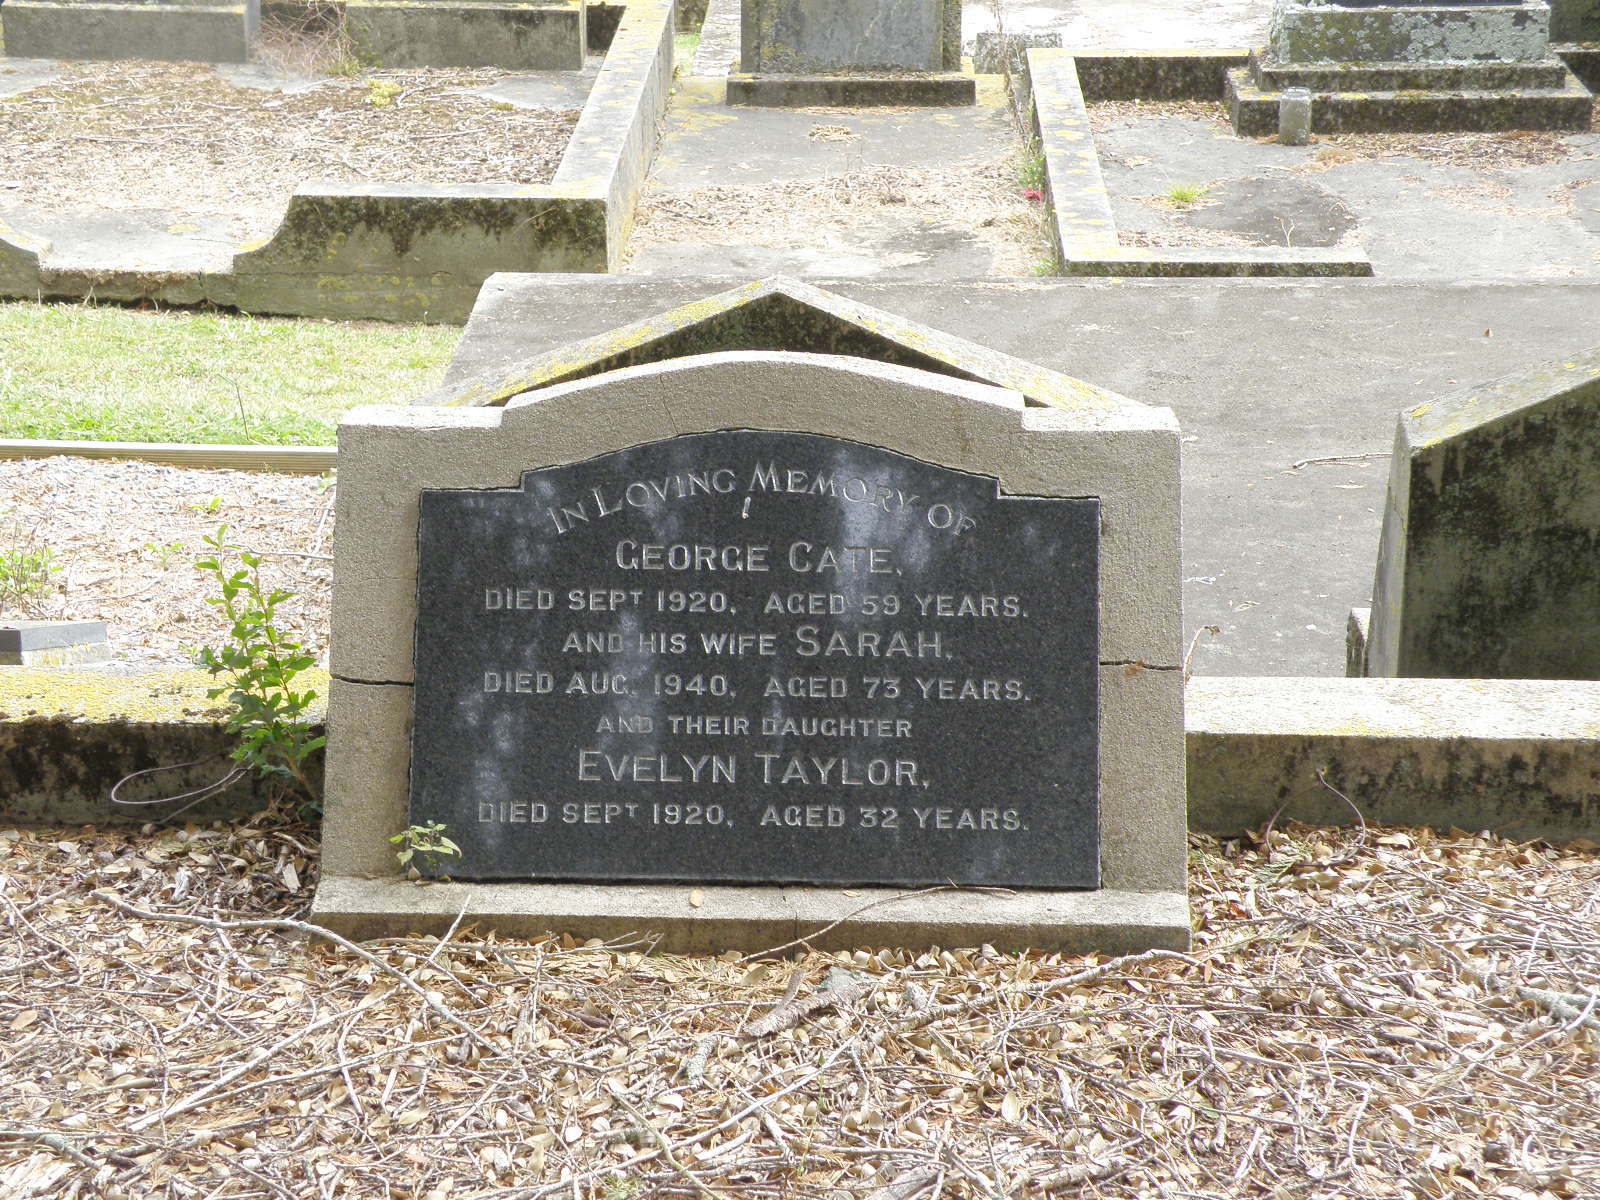 IN LOVING MEMORY OF
GEORGE CATE,
DIED SEPT 1920, AGED 59 YEARS.
AND HIS WIFE SARAH,
DIED AUG. 1940, AGED 73 YEARS.
AND THEIR DAUGHTER
EVELYN TAYLOR,
DIED SEPT 1920, AGED 32 YEARS.